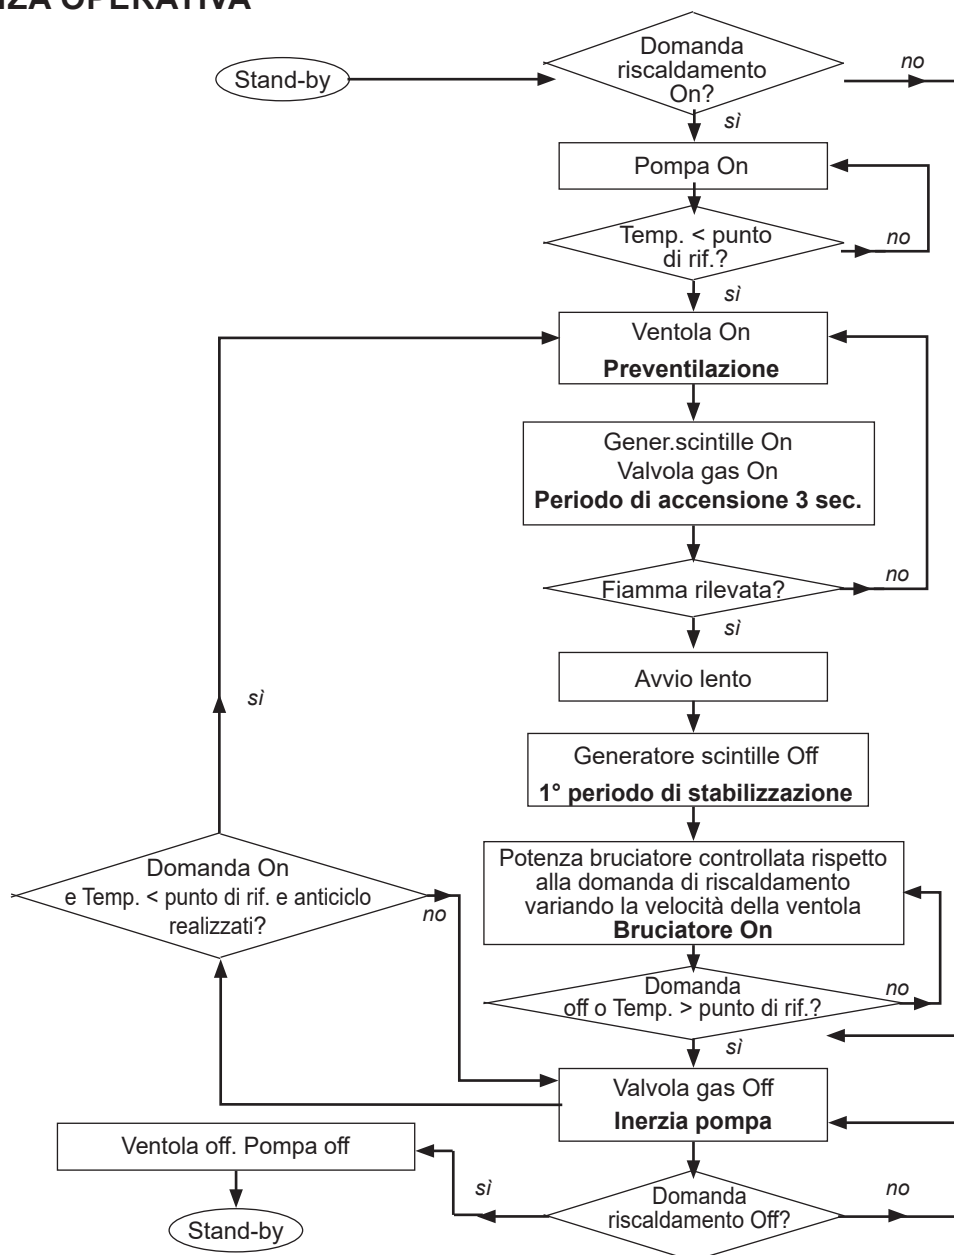 OPERATIVA
Domanda
riscaldamento
On?
no
Stand-by
sì
Pompa On
Temp. < punto
di rif.?
no
sì
Ventola On
Preventilazione
Gener.scintille On
Valvola gas On
Periodo di accensione 3 sec.
Fiamma rilevata?
no
sì
Avvio lento
sì
Generatore scintille Off
1° periodo di stabilizzazione
Potenza bruciatore controllata rispetto
alla domanda di riscaldamento
variando la velocità della ventola
Bruciatore On
Domanda On
e Temp. < punto di rif. e anticiclo
realizzati?
no
Domanda
off o Temp. > punto di rif.?
no
sì
Valvola gas Off
Inerzia pompa
Ventola off. Pompa off
sì
Domanda
riscaldamento Off?
no
Stand-by